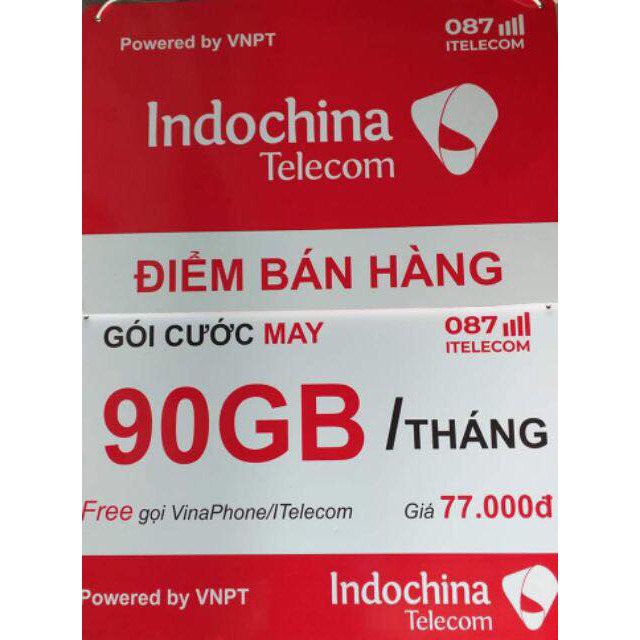 Powered by VNPT
087
ITELECOM
Indochina
Telecom
ĐIỂM BÁN HÀNG
GÓI CƯỚC MAY
087
ITELECOM
90GB /THÁNG
Free gọi VinaPhone/ITelecom Giá 77.000đ
Powered by VNPT
Indochina
Telecom